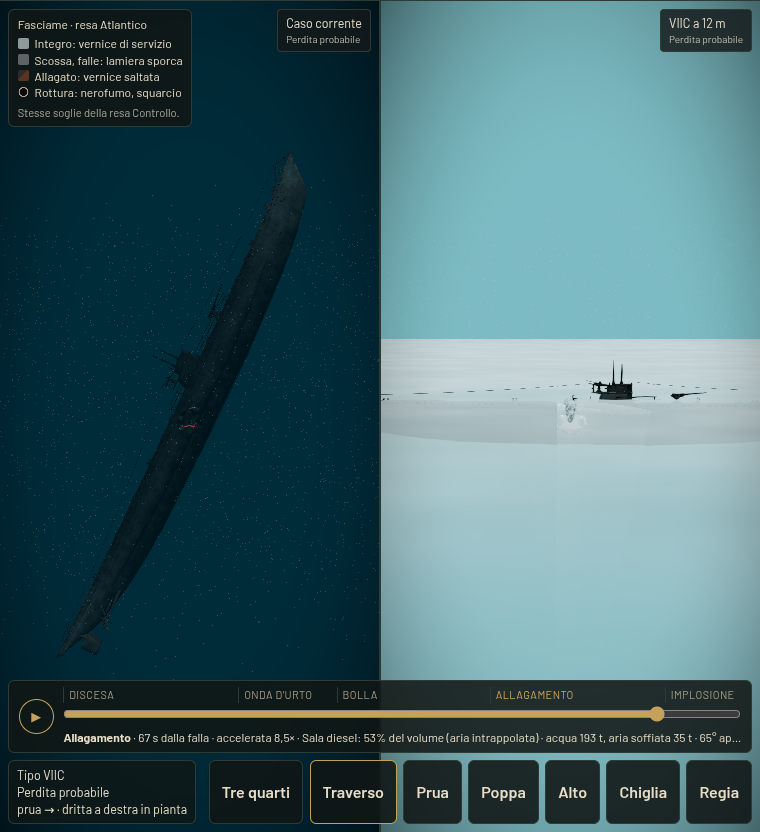 Fasciame · resa Atlantico
Integro: vernice di servizio
Scossa, falle: lamiera sporca
Allagato: vernice saltata
Rottura: nerofumo, squarcio
Stesse soglie della resa Controllo.
Caso corrente
Perdita probabile
VIIC a 12 m
Perdita probabile
DISCESA
ONDA D'URTO
BOLLA
ALLAGAMENTO
IMPLOSIONE
Allagamento · 67 s dalla falla · accelerata 8,5× · Sala diesel: 53% del volume (aria intrappolata) · acqua 193 t, aria soffiata 35 t · 65° ap…
Tipo VIIC
Perdita probabile
prua → · dritta a destra in pianta
Tre quarti
Traverso
Prua
Poppa
Alto
Chiglia
Regia